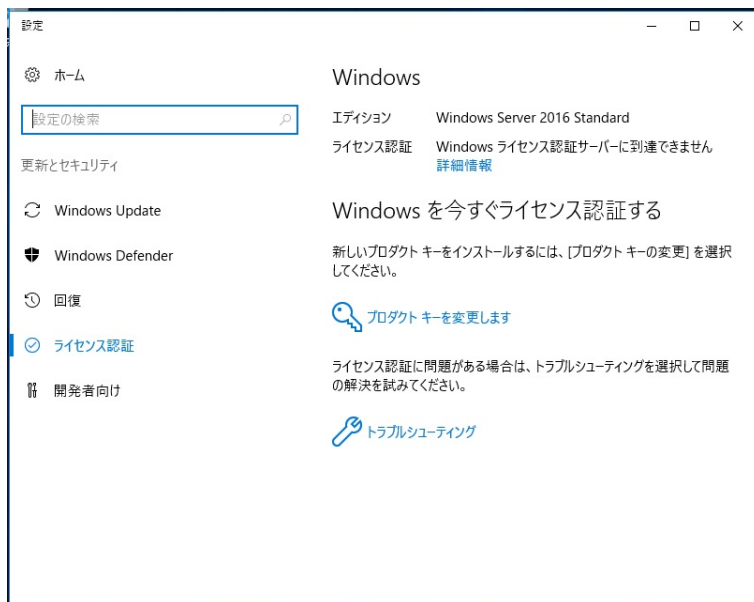 設定
ホーム
設定の検索
更新とセキュリティ
Windows Update
Windows Defender
回復
ライセンス認証
開発者向け
Windows
エディション Windows Server 2016 Standard
ライセンス認証 Windows ライセンス認証サーバーに到達できません
詳細情報
Windows を今すぐライセンス認証する
新しいプロダクト キーをインストールするには、[プロダクト キーの変更] を選択
してください。
プロダクト キーを変更します
ライセンス認証に問題がある場合は、トラブルシューティングを選択して問題
の解決を試みてください。
トラブルシューティング